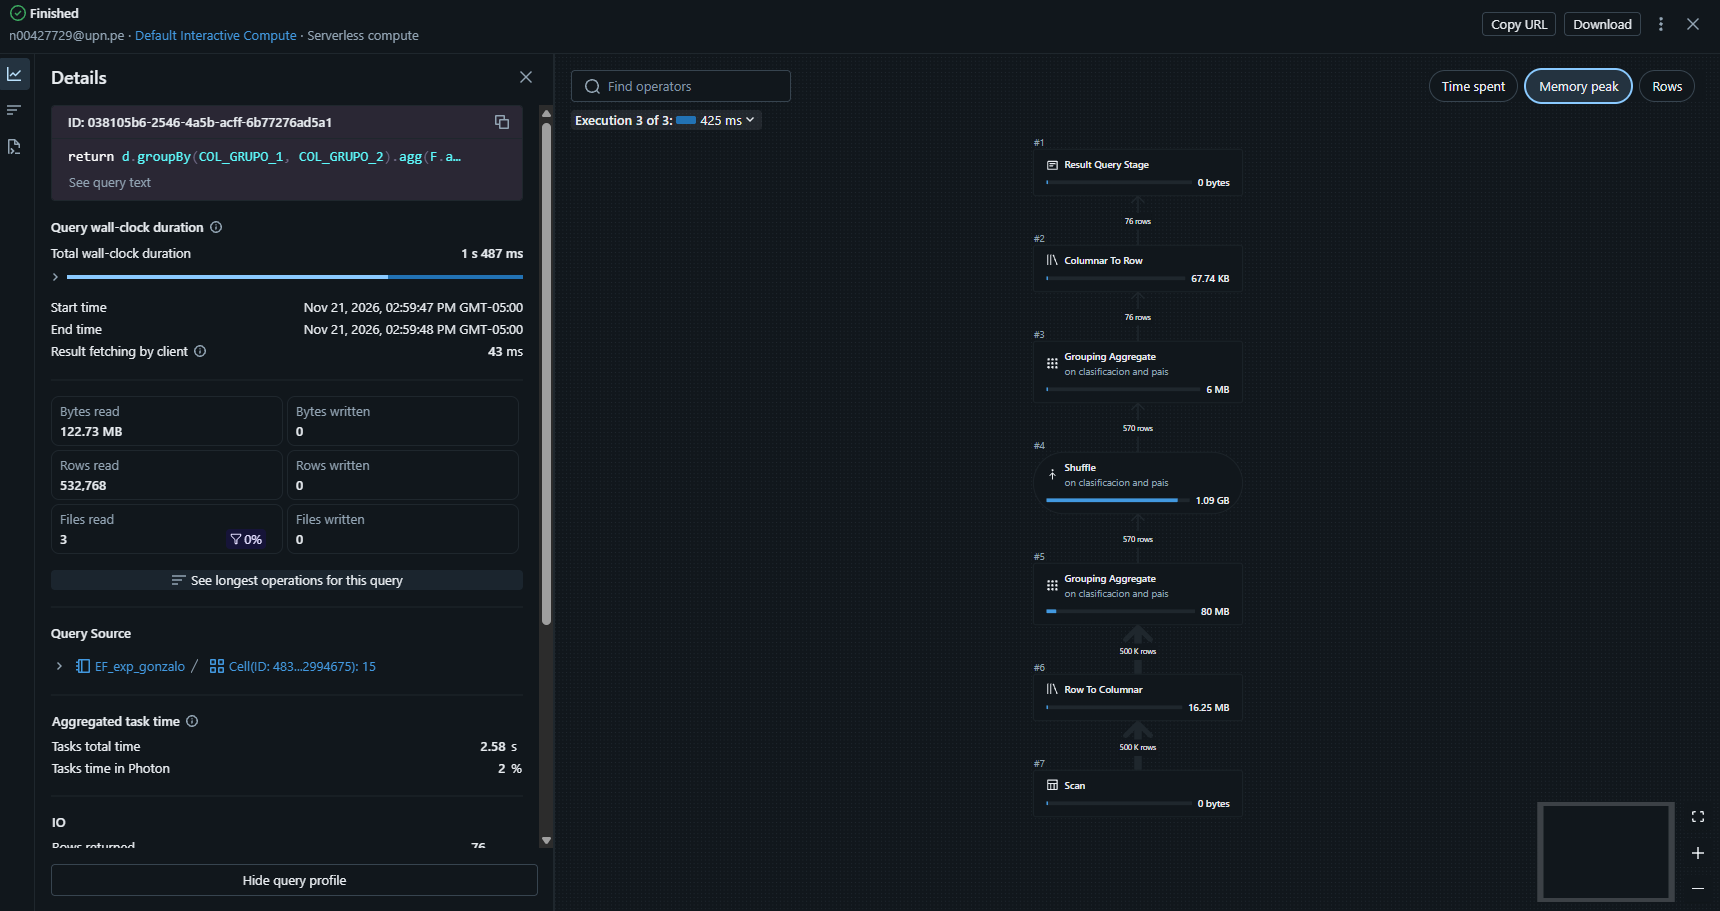 Finished
n00427729@upn.pe · Default Interactive Compute · Serverless compute
Copy URL
Download
Details
ID: 038105b6-2546-4a5b-acff-6b77276ad5a1
return d.groupBy(COL_GRUPO_1, COL_GRUPO_2).agg(F.a…
See query text
Query wall-clock duration
Total wall-clock duration 1 s 487 ms
Start time Nov 21, 2026, 02:59:47 PM GMT-05:00
End time Nov 21, 2026, 02:59:48 PM GMT-05:00
Result fetching by client 43 ms
Bytes read
122.73 MB
Bytes written
0
Rows read
532,768
Rows written
0
Files read
3 0%
Files written
0
See longest operations for this query
Query Source
EF_exp_gonzalo / Cell(ID: 483...2994675): 15
Aggregated task time
Tasks total time 2.58 s
Tasks time in Photon 2 %
IO
Rows returned 76
Hide query profile
Find operators
Execution 3 of 3: 425 ms
Time spent
Memory peak
Rows
#1
Result Query Stage
0 bytes
76 rows
#2
Columnar To Row
67.74 KB
76 rows
#3
Grouping Aggregate
on clasificacion and pais
6 MB
570 rows
#4
Shuffle
on clasificacion and pais
1.09 GB
570 rows
#5
Grouping Aggregate
on clasificacion and pais
80 MB
500 K rows
#6
Row To Columnar
16.25 MB
500 K rows
#7
Scan
0 bytes